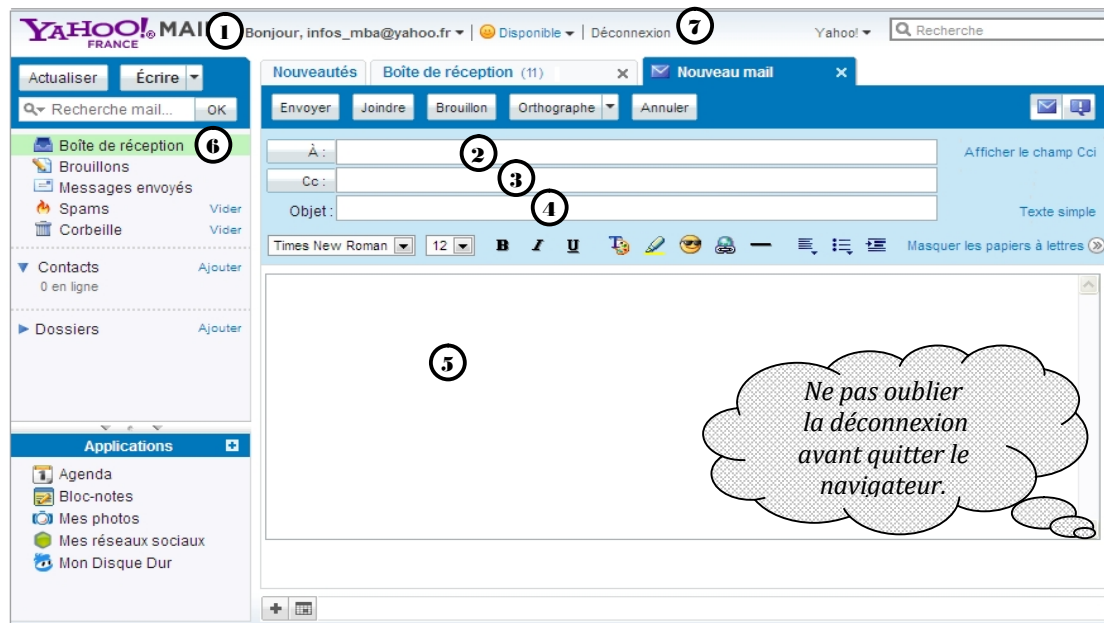 YAHOO!® MAIL
FRANCE
1
Bonjour, infos_mba@yahoo.fr
Disponible
Déconnexion
7
Yahoo!
Recherche
Actualiser
Écrire
Recherche mail...
OK
Nouveautés
Boîte de réception (11)
Nouveau mail
Envoyer
Joindre
Brouillon
Orthographe
Annuler
Boîte de réception
6
Brouillons
Messages envoyés
Spams Vider
Corbeille Vider
Contacts Ajouter
0 en ligne
Dossiers Ajouter
À :
2
Afficher le champ Cci
Cc :
3
Objet :
4
Texte simple
Times New Roman
12
B I U
Masquer les papiers à lettres
5
Ne pas oublier
la déconnexion
avant quitter le
navigateur.
Applications
Agenda
Bloc-notes
Mes photos
Mes réseaux sociaux
Mon Disque Dur